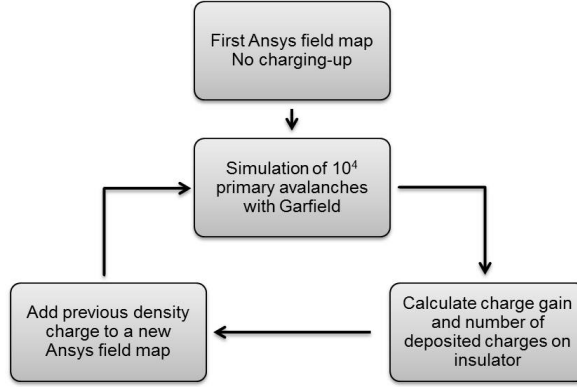 First Ansys field map
No charging-up
Simulation of 10⁴
primary avalanches
with Garfield
Add previous density
charge to a new
Ansys field map
Calculate charge gain
and number of
deposited charges on
insulator